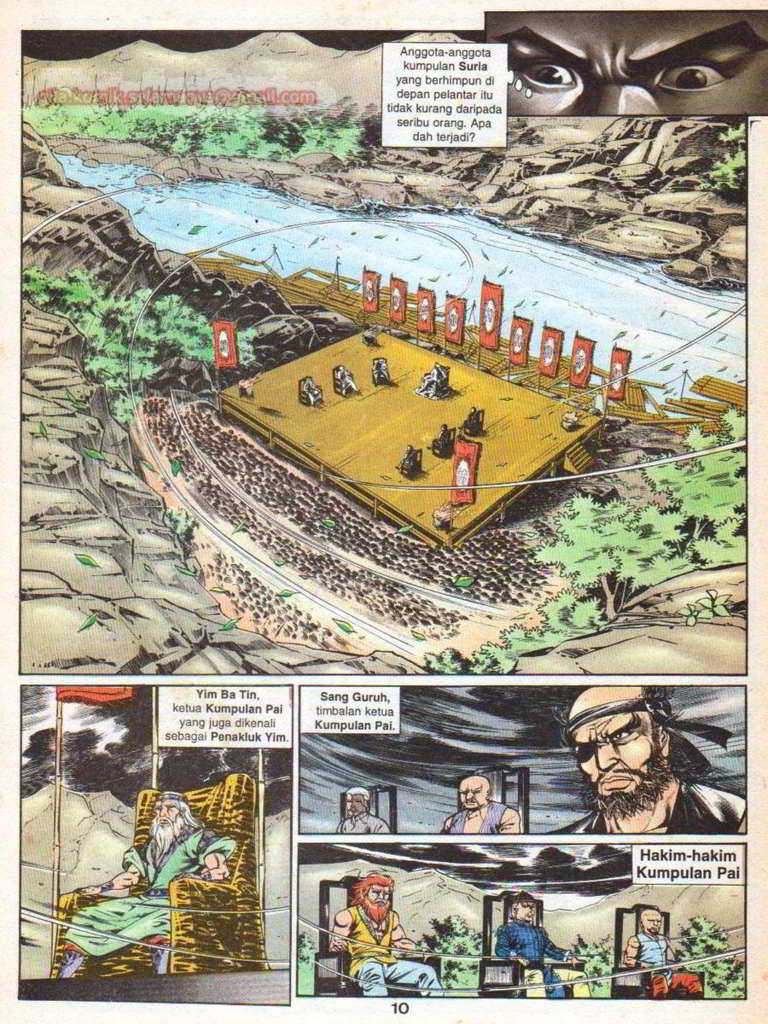 Anggota-anggota
kumpulan Suria
yang berhimpun di
depan pelantar itu
tidak kurang daripada
seribu orang. Apa
dah terjadi?
Yim Ba Tin,
ketua Kumpulan Pai
yang juga dikenali
sebagai Penakluk Yim.
Sang Guruh,
timbalan ketua
Kumpulan Pai.
Hakim-hakim
Kumpulan Pai
10